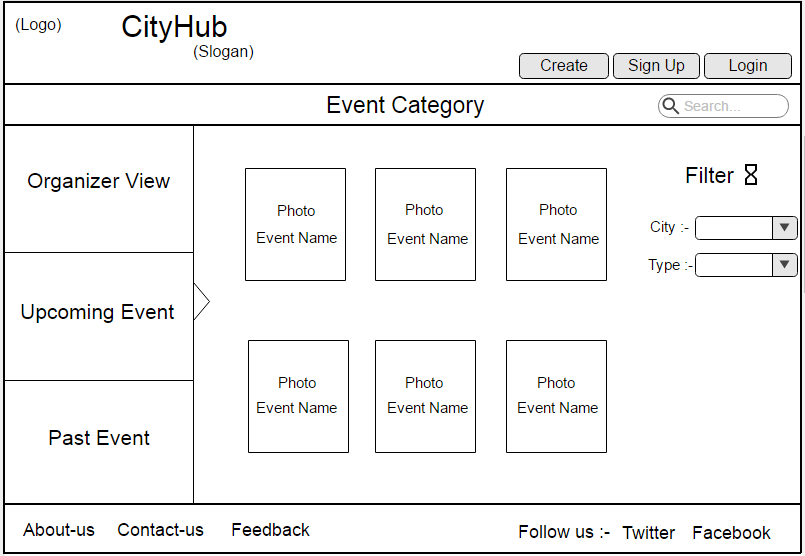 (Logo)
CityHub
(Slogan)
Create
Sign Up
Login
Event Category
Search...
Organizer View
Upcoming Event
Past Event
Photo
Event Name
Photo
Event Name
Photo
Event Name
Photo
Event Name
Photo
Event Name
Photo
Event Name
Filter
City :-
Type :-
About-us
Contact-us
Feedback
Follow us :-
Twitter
Facebook